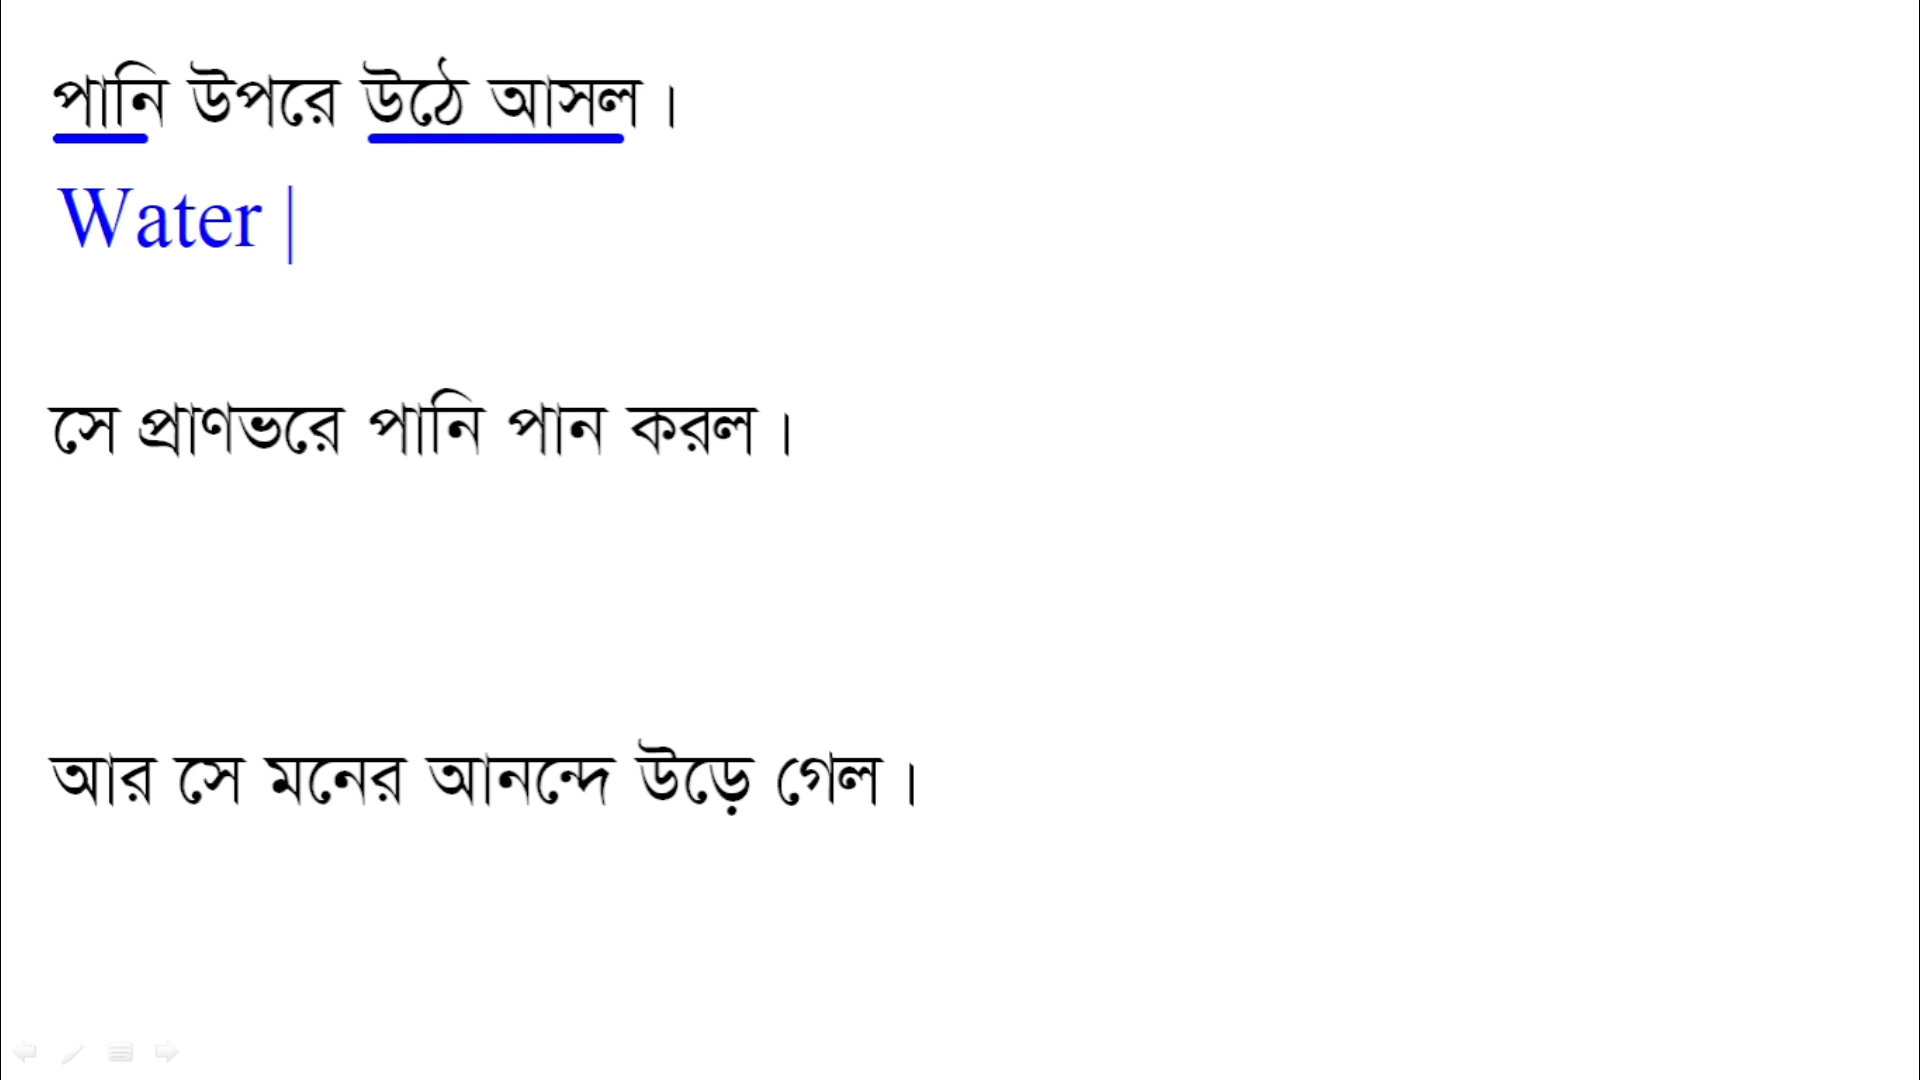 পানি উপরে উঠে আসল।
Water |
সে প্রাণভরে পানি পান করল।
আর সে মনের আনন্দে উড়ে গেল।